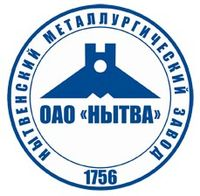 НЫТВЕНСКИЙ МЕТАЛЛУРГИЧЕСКИЙ ЗАВОД
ОАО «НЫТВА»
1756